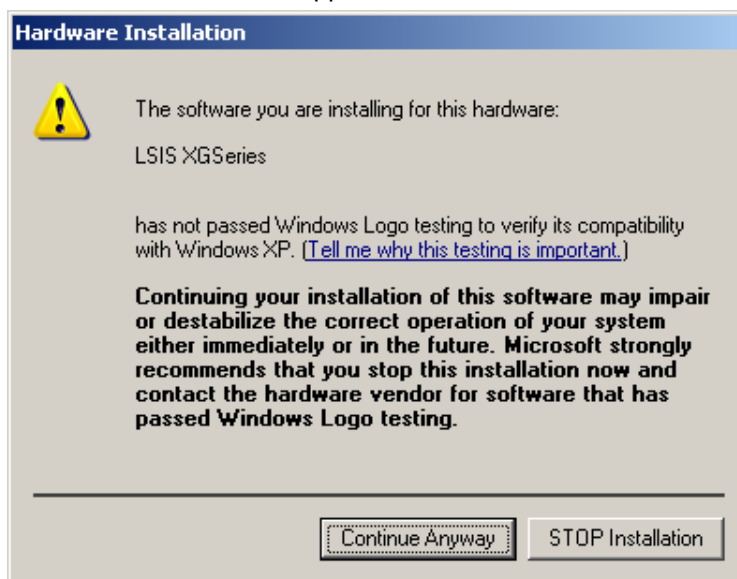 Hardware Installation
The software you are installing for this hardware:
LSIS XGSeries
has not passed Windows Logo testing to verify its compatibility
with Windows XP. (Tell me why this testing is important.)
Continuing your installation of this software may impair
or destabilize the correct operation of your system
either immediately or in the future. Microsoft strongly
recommends that you stop this installation now and
contact the hardware vendor for software that has
passed Windows Logo testing.
Continue Anyway
STOP Installation